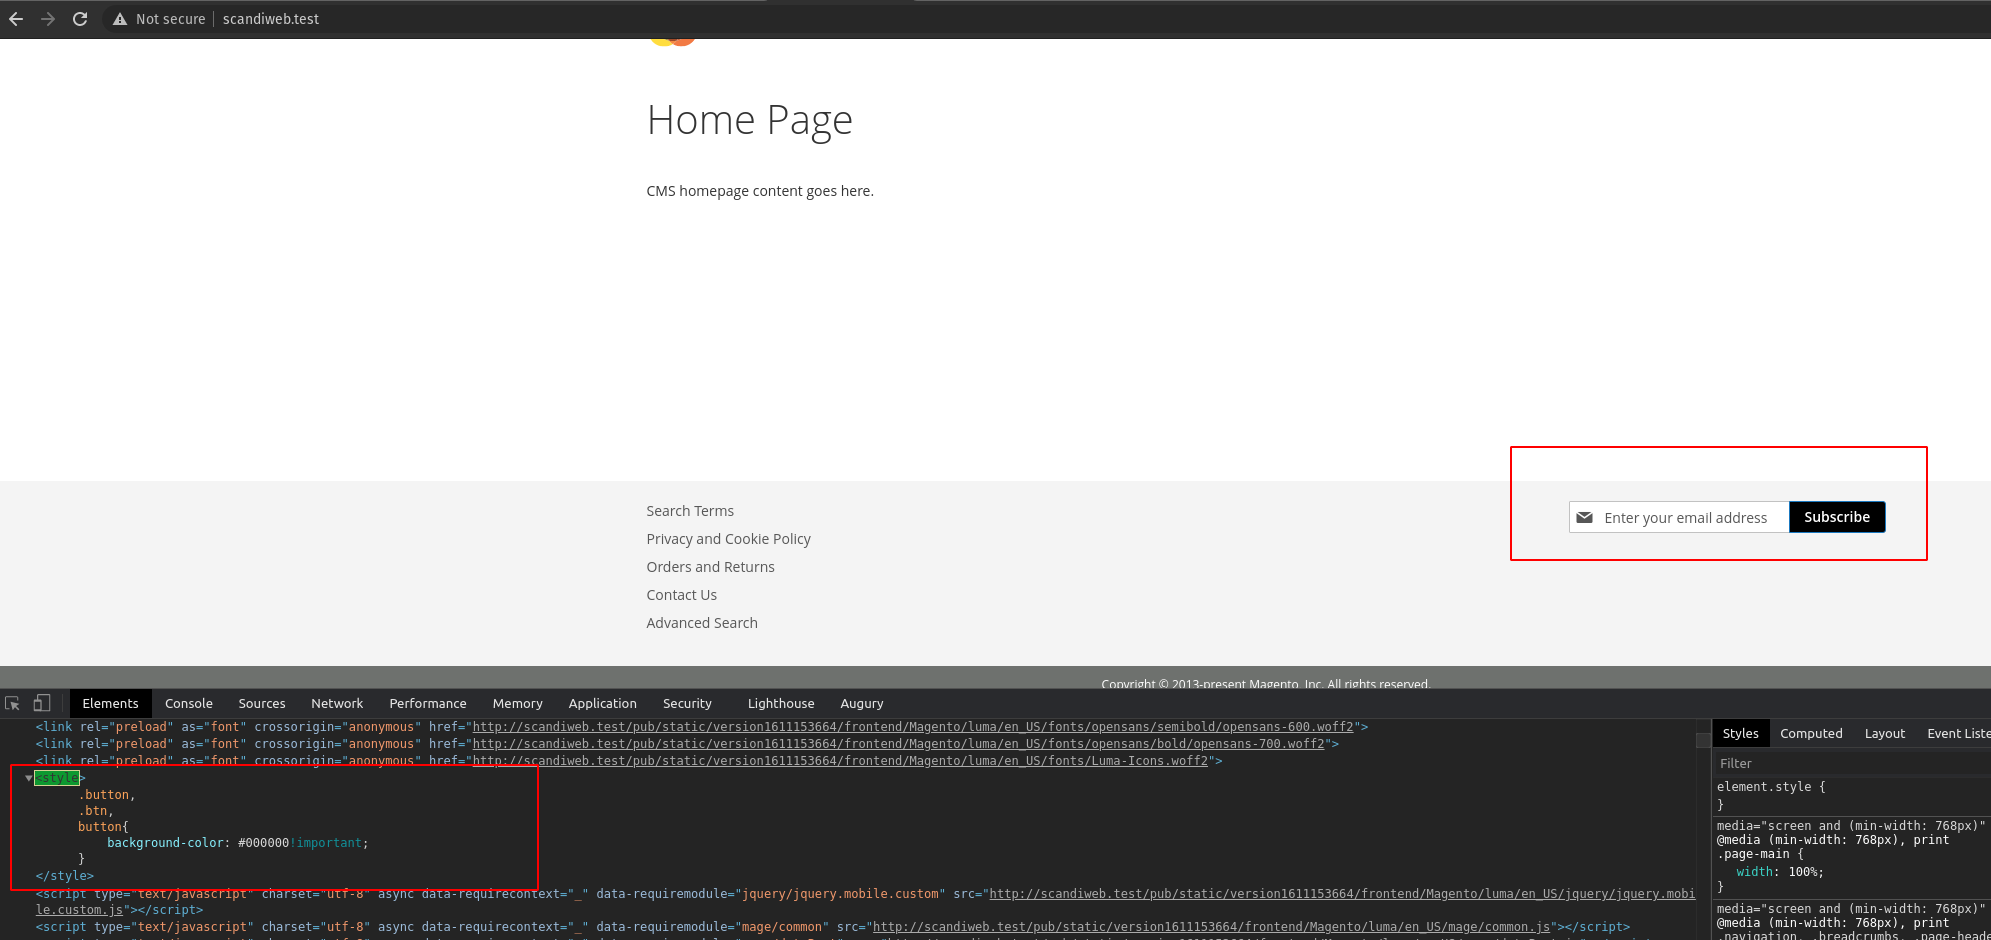 Not secure | scandiweb.test
Home Page
CMS homepage content goes here.
Search Terms
Privacy and Cookie Policy
Orders and Returns
Contact Us
Advanced Search
Enter your email address
Subscribe
Copyright © 2013-present Magento, Inc. All rights reserved.
Elements Console Sources Network Performance Memory Application Security Lighthouse Augury
<link rel="preload" as="font" crossorigin="anonymous" href="http://scandiweb.test/pub/static/version1611153664/frontend/Magento/luma/en_US/fonts/opensans/semibold/opensans-600.woff2">
<link rel="preload" as="font" crossorigin="anonymous" href="http://scandiweb.test/pub/static/version1611153664/frontend/Magento/luma/en_US/fonts/opensans/bold/opensans-700.woff2">
<link rel="preload" as="font" crossorigin="anonymous" href="http://scandiweb.test/pub/static/version1611153664/frontend/Magento/luma/en_US/fonts/Luma-Icons.woff2">
<style>
.button,
.btn,
button{
background-color: #000000!important;
}
</style>
<script type="text/javascript" charset="utf-8" async data-requirecontext="_" data-requiremodule="jquery/jquery.mobile.custom" src="http://scandiweb.test/pub/static/version1611153664/frontend/Magento/luma/en_US/jquery/jquery.mobi
le.custom.js"></script>
<script type="text/javascript" charset="utf-8" async data-requirecontext="_" data-requiremodule="mage/common" src="http://scandiweb.test/pub/static/version1611153664/frontend/Magento/luma/en_US/mage/common.js"></script>
Styles Computed Layout Event Liste
Filter
element.style {
}
media="screen and (min-width: 768px)"
@media (min-width: 768px), print
.page-main {
width: 100%;
}
media="screen and (min-width: 768px)"
@media (min-width: 768px), print
.navigation, .breadcrumbs, .page-heade